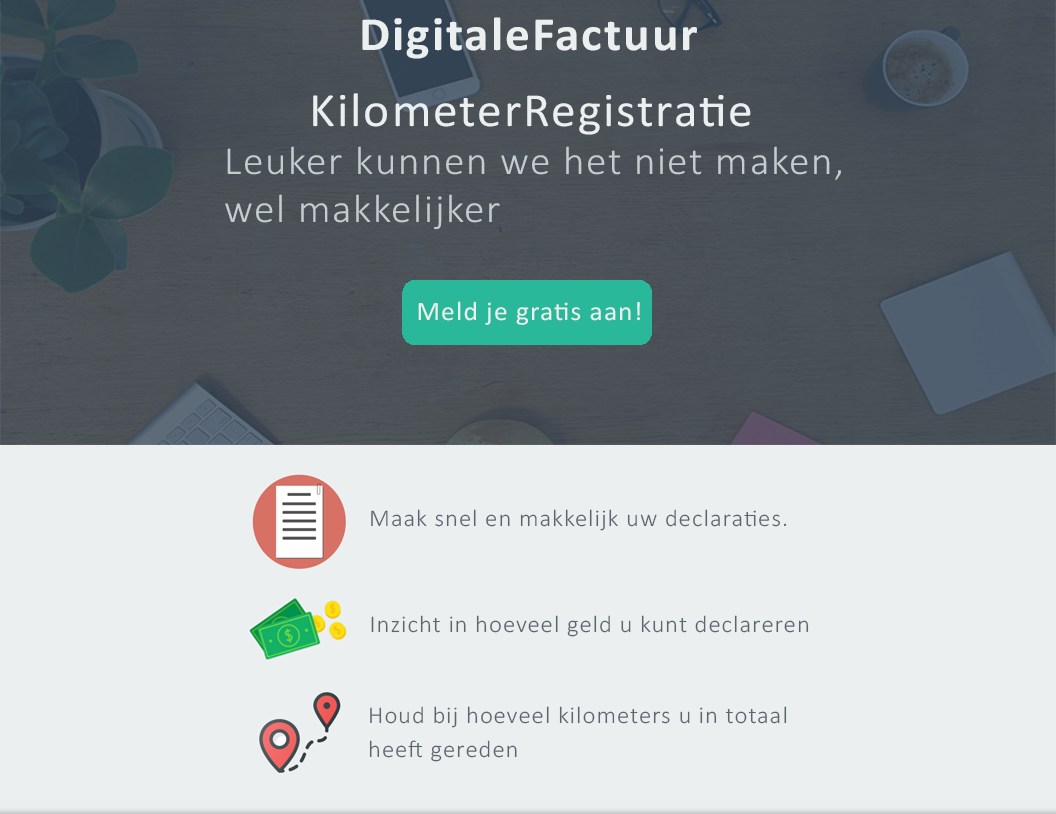 DigitaleFactuur
KilometerRegistratie
Leuker kunnen we het niet maken,
wel makkelijker
Meld je gratis aan!
Maak snel en makkelijk uw declaraties.
Inzicht in hoeveel geld u kunt declareren
Houd bij hoeveel kilometers u in totaal
heeft gereden